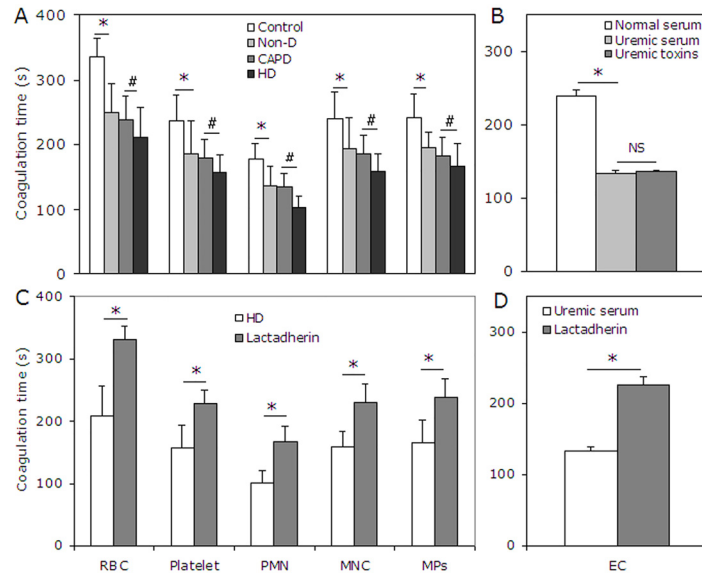 A
Coagulation time (s)
400
300
200
100
0
Control
Non-D
CAPD
HD
*
#
*
#
*
#
*
#
*
#
B
Normal serum
Uremic serum
Uremic toxins
300
200
100
0
*
NS
C
Coagulation time (s)
400
300
200
100
0
HD
Lactadherin
*
*
*
*
*
RBC Platelet PMN MNC MPs
D
Uremic serum
Lactadherin
300
200
100
0
*
EC